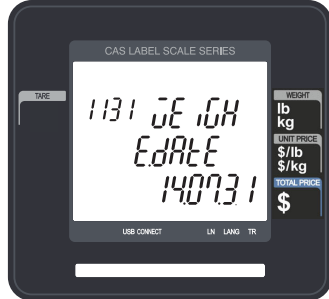 CAS LABEL SCALE SERIES
TARE
WEIGHT
lb
kg
UNIT PRICE
$/lb
$/kg
TOTAL PRICE
$
1131 WEIGH
E.dAtE
14.07.31
USB CONNECT LN LANG TR